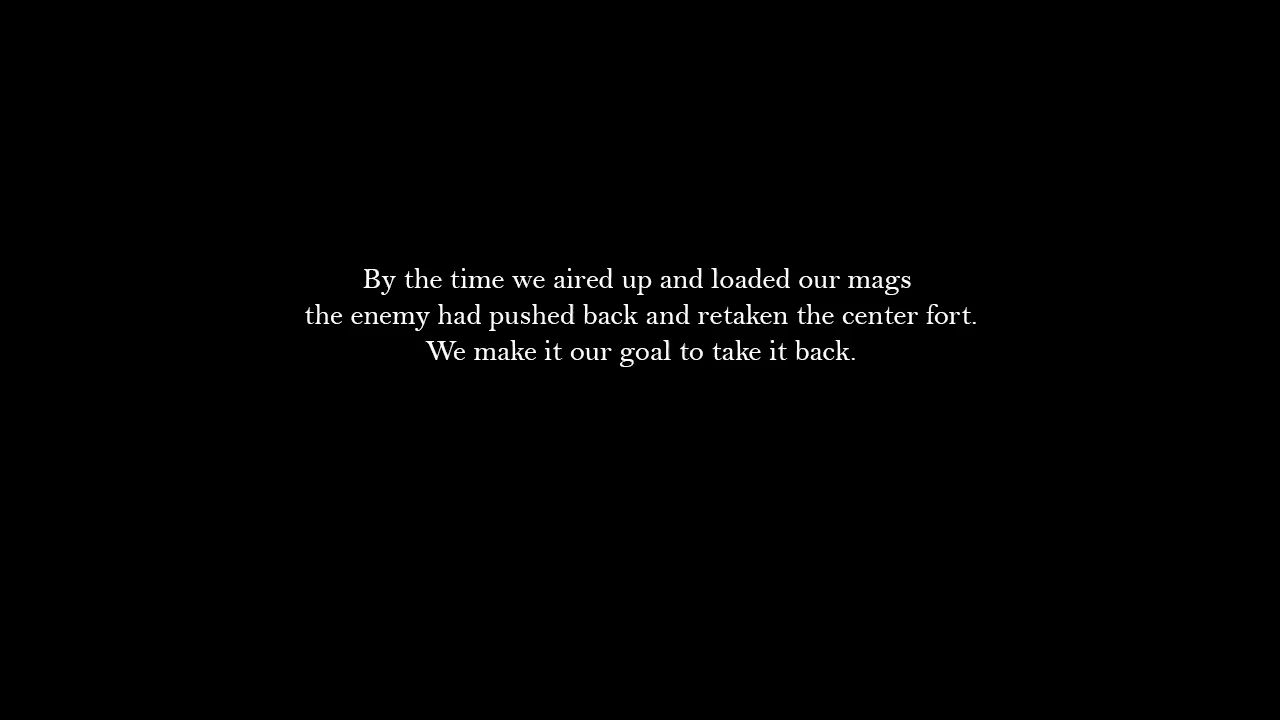 By the time we aired up and loaded our mags
the enemy had pushed back and retaken the center fort.
We make it our goal to take it back.